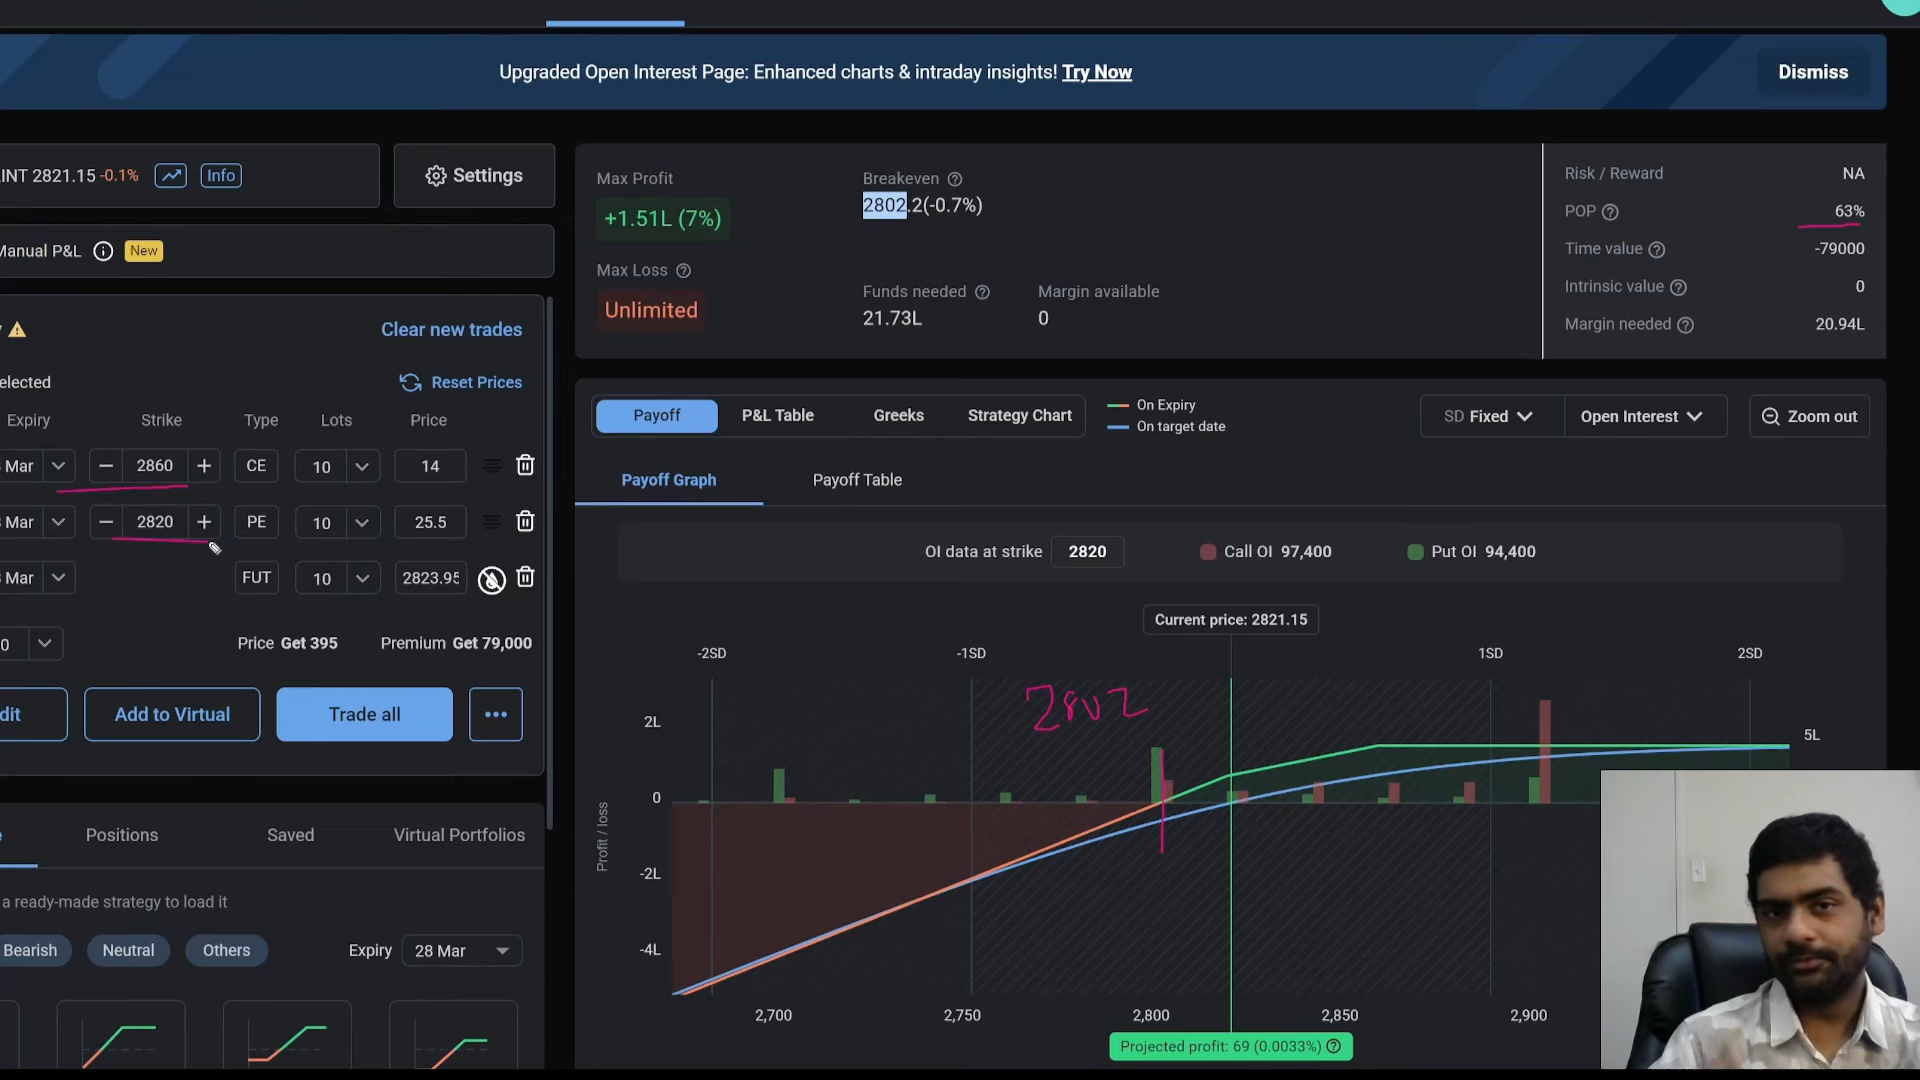 Upgraded Open Interest Page: Enhanced charts & intraday insights! Try Now
Dismiss
INT 2821.15 -0.1% Info
Settings
Manual P&L New
Clear new trades
elected
Reset Prices
Expiry Strike Type Lots Price
Mar 2860 CE 10 14
Mar 2820 PE 10 25.5
Mar FUT 10 2823.95
0 Price Get 395 Premium Get 79,000
dit Add to Virtual Trade all
Positions Saved Virtual Portfolios
a ready-made strategy to load it
Bearish Neutral Others Expiry 28 Mar
Max Profit
+1.51L (7%)
Breakeven
2802.2(-0.7%)
Max Loss
Unlimited
Funds needed
21.73L
Margin available
0
Risk / Reward NA
POP 63%
Time value -79000
Intrinsic value 0
Margin needed 20.94L
Payoff P&L Table Greeks Strategy Chart
On Expiry
On target date
SD Fixed Open Interest Zoom out
Payoff Graph Payoff Table
OI data at strike 2820 Call OI 97,400 Put OI 94,400
Current price: 2821.15
-2SD -1SD 1SD 2SD
2802
2L
0
-2L
-4L
Profit / loss
5L
2,700 2,750 2,800 2,850 2,900
Projected profit: 69 (0.0033%)